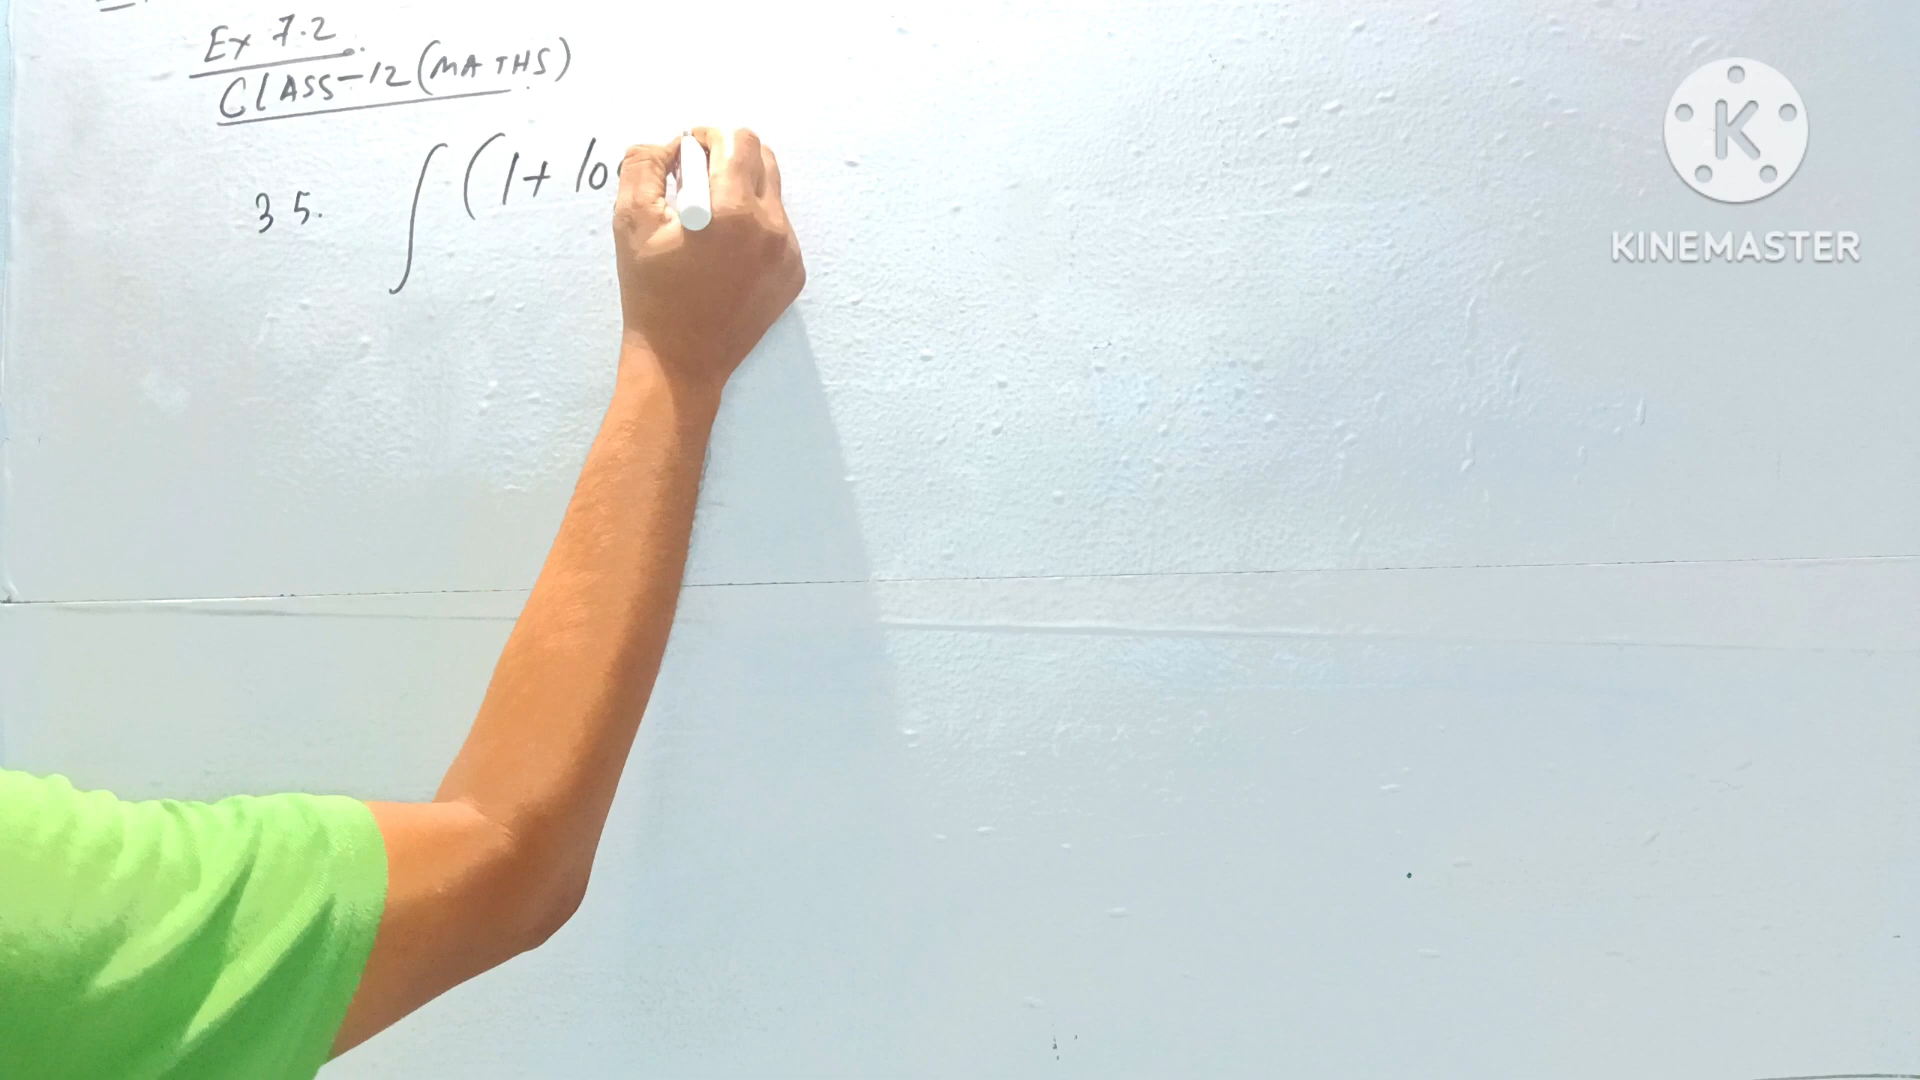 Ex 7.2
CLASS-12 (MATHS)
35. ∫ (1+ lo
K
KINEMASTER